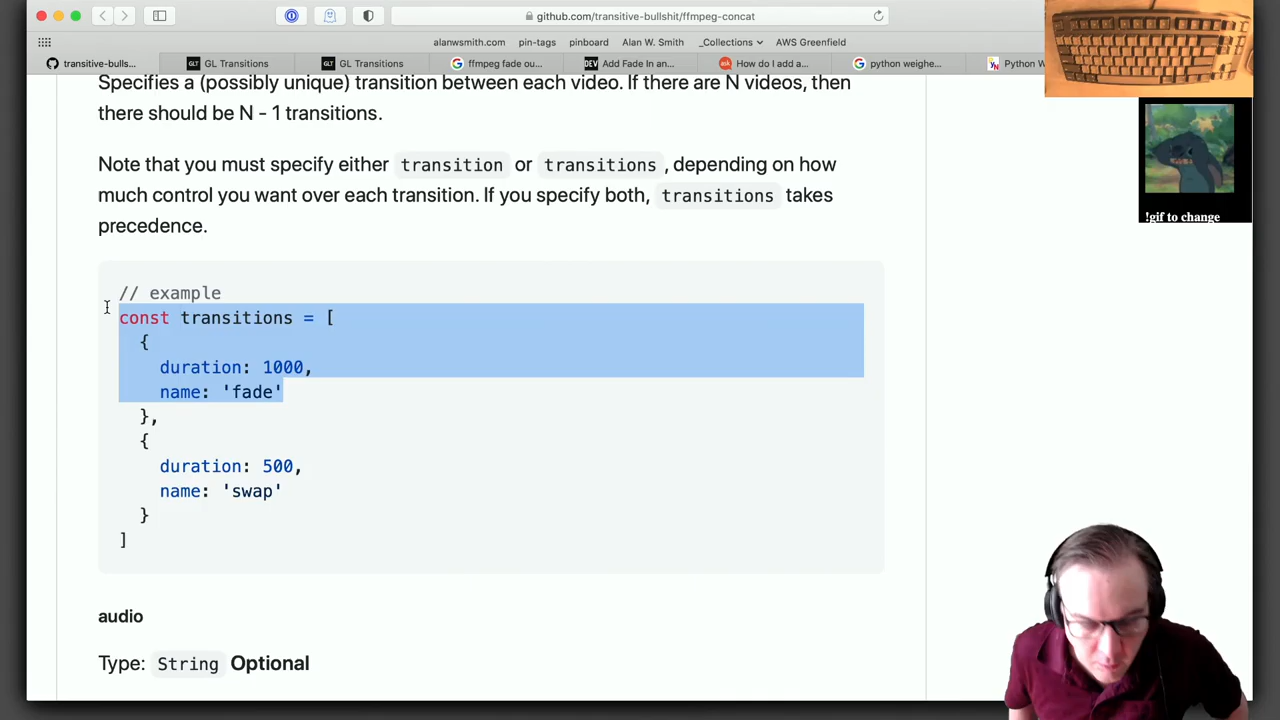 github.com/transitive-bullshit/ffmpeg-concat
alanwsmith.com pin-tags pinboard Alan W. Smith _Collections AWS Greenfield
transitive-bulls... GLT GL Transitions GLT GL Transitions ffmpeg fade ou... DEV Add Fade In an... ask How do I add a... python weighe... Python W
Specifies a (possibly unique) transition between each video. If there are N videos, then
there should be N - 1 transitions.
Note that you must specify either transition or transitions , depending on how
much control you want over each transition. If you specify both, transitions takes
precedence.
// example
const transitions = [
{
duration: 1000,
name: 'fade'
},
{
duration: 500,
name: 'swap'
}
]
audio
Type: String Optional
!gif to change